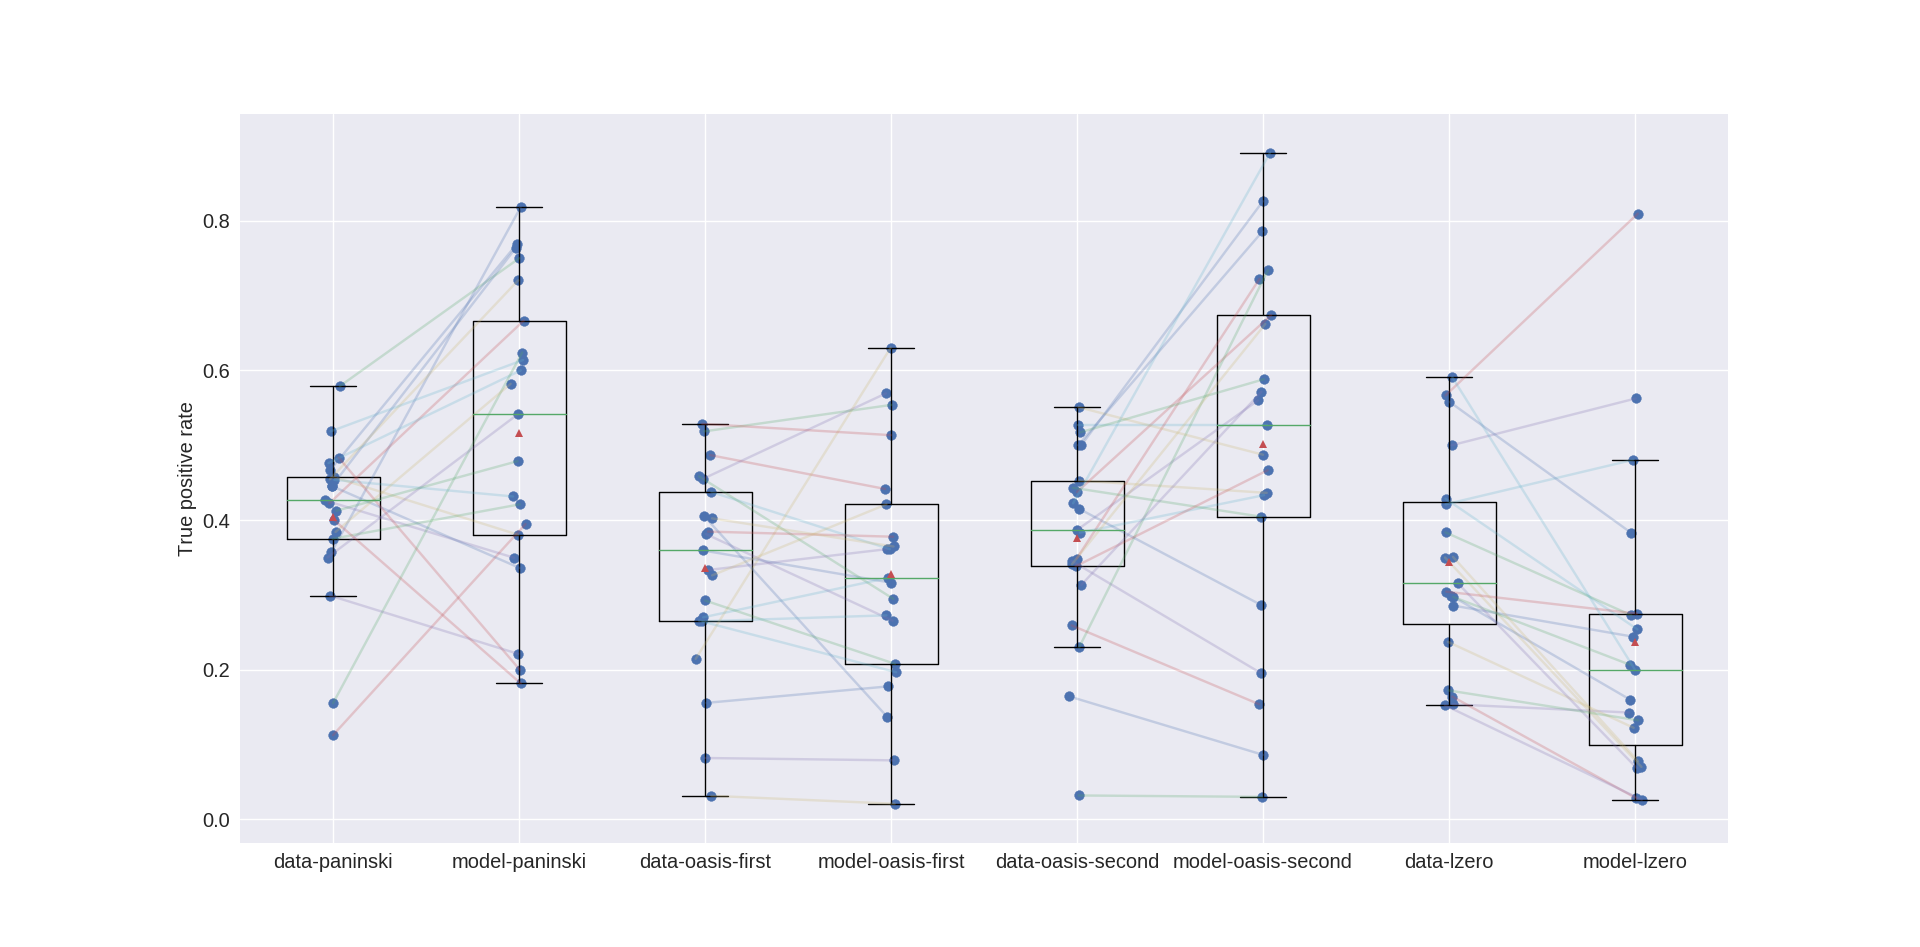 True positive rate
0.8
0.6
0.4
0.2
0.0
data-paninski model-paninski data-oasis-first model-oasis-first data-oasis-second model-oasis-second data-lzero model-lzero